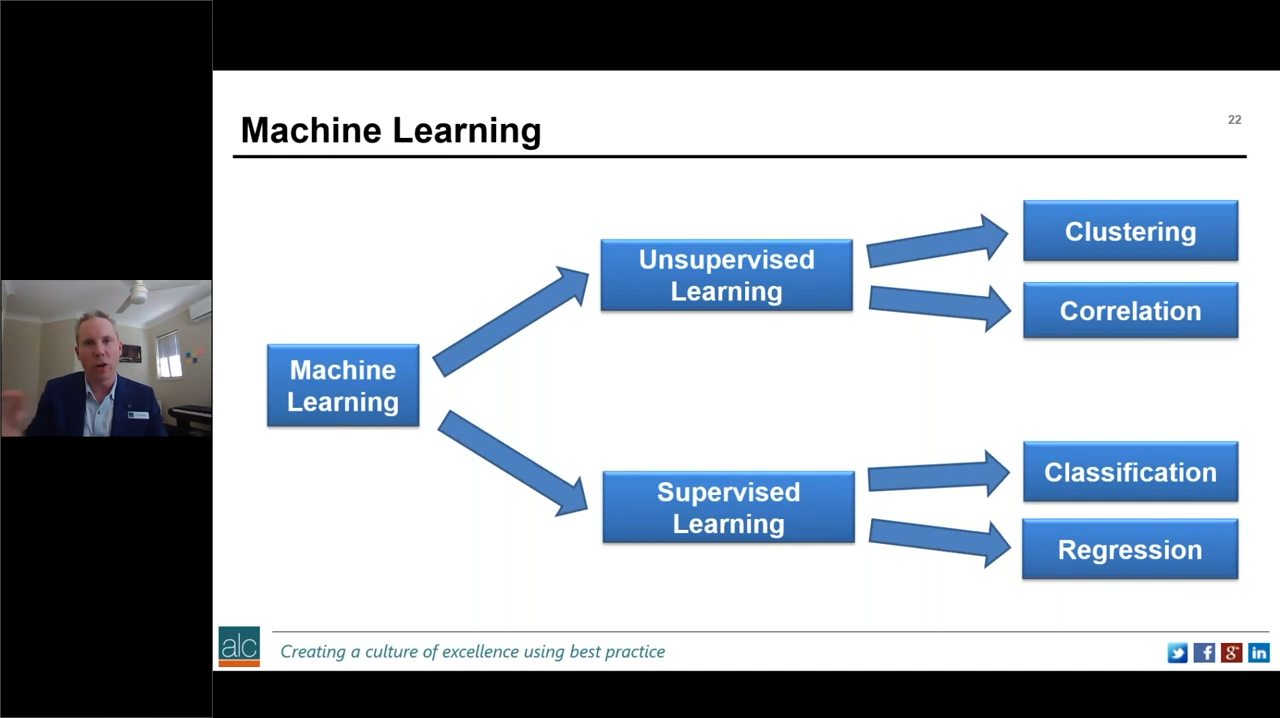 Machine Learning
22
Clustering
Unsupervised
Learning
Correlation
Machine
Learning
Classification
Supervised
Learning
Regression
alc
Creating a culture of excellence using best practice
f
g+
in